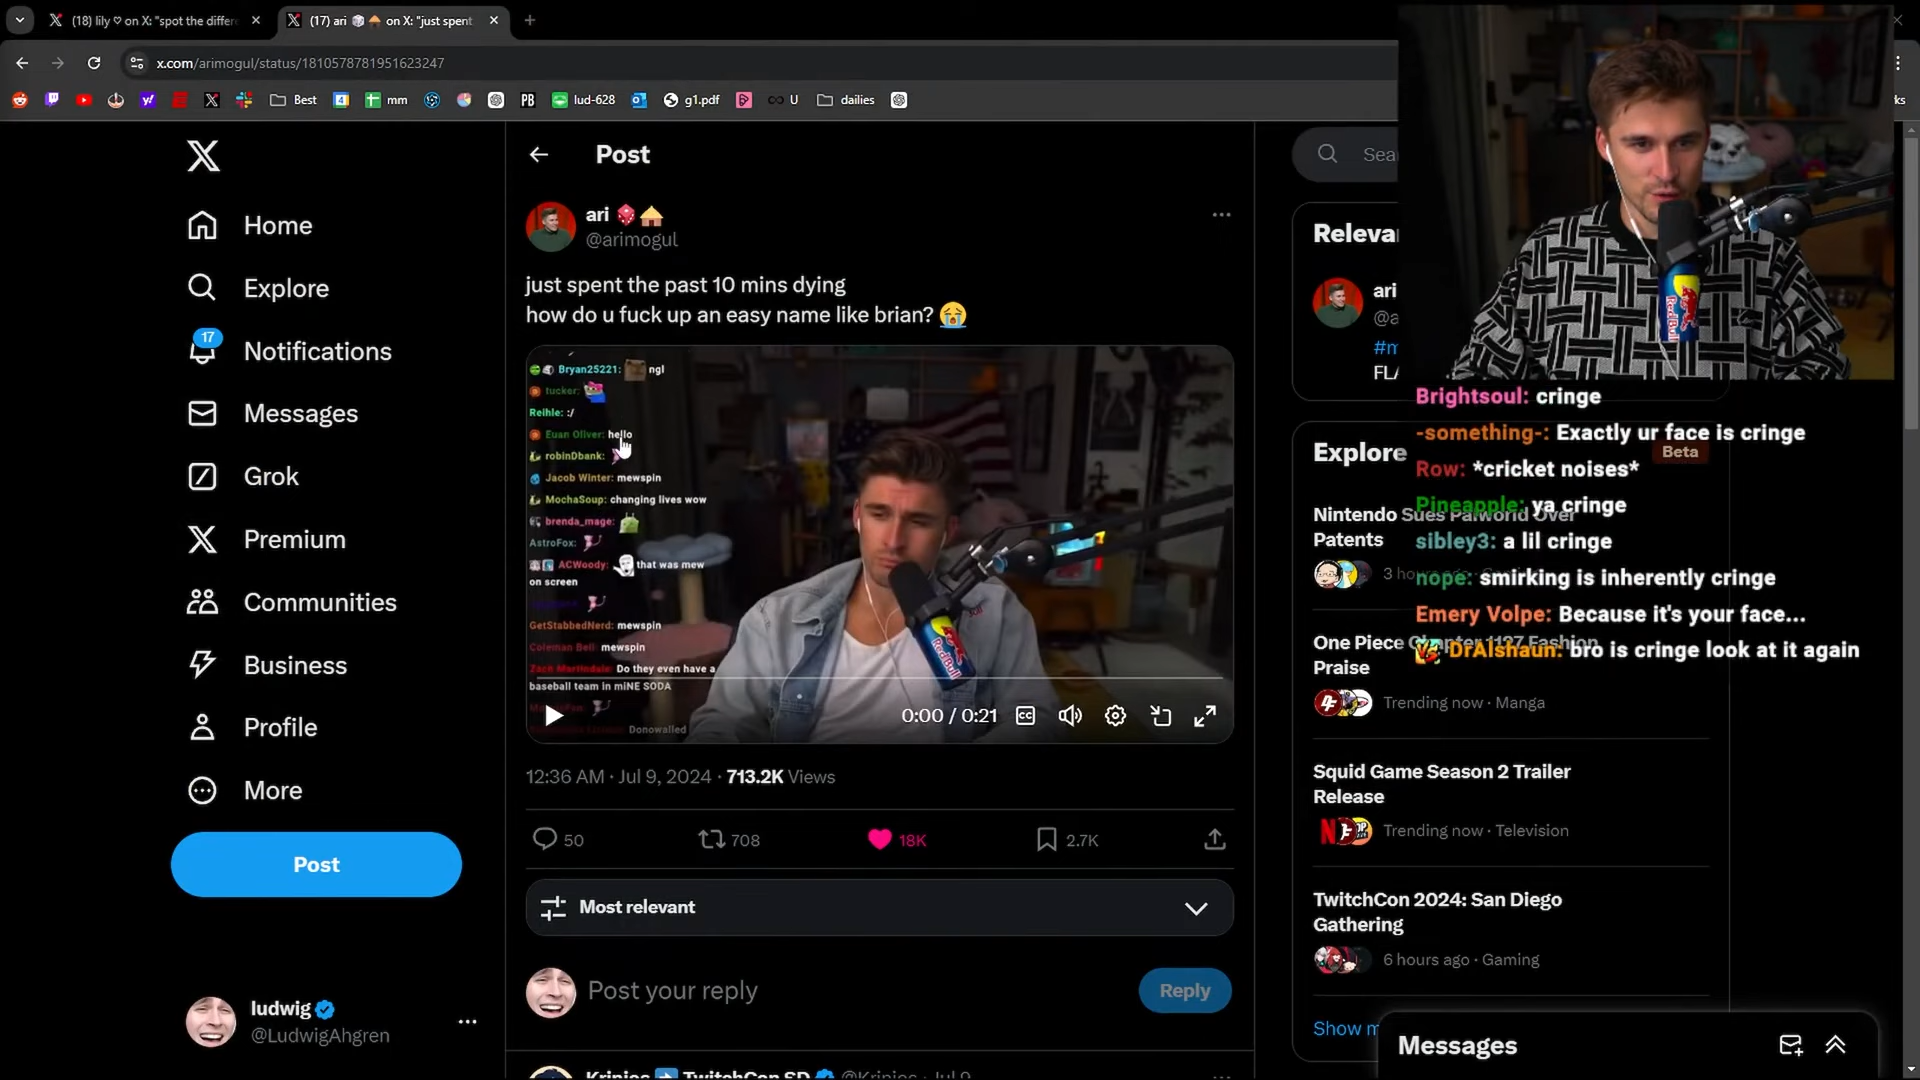 (18) lily ♡ on X: "spot the differe
(17) ari 🎲 🛖 on X: "just spent
x.com/arimogul/status/1810578781951623247
Best
mm
PB
lud-628
g1.pdf
U
dailies
ks
Home
Explore
17
Notifications
Messages
Grok
Premium
Communities
Business
Profile
More
Post
ludwig
@LudwigAhgren
Post
ari 🎲🛖
@arimogul
just spent the past 10 mins dying
how do u fuck up an easy name like brian? 😭
Bryan25221: ngl
tucker:
Reihle: :/
Euan Oliver: hello
robinDbank:
Jacob Winter: mewspin
MochaSoup: changing lives wow
brenda_mage:
AstroFox:
ACWoody: that was mew
on screen
GetStabbedNerd: mewspin
Coleman Bell: mewspin
Zack Martindale: Do they even have a
baseball team in miNE SODA
Donowalled
RedBull
0:00 / 0:21
CC
12:36 AM · Jul 9, 2024 · 713.2K Views
50
708
18K
2.7K
Most relevant
Post your reply
Reply
Krinios TwitchCon SD @Krinios · Jul 9
Sea
Releva
ari
@a
#m
FL
RedBull
Brightsoul: cringe
-something-: Exactly ur face is cringe
Row: *cricket noises*
Pineapple: ya cringe
sibley3: a lil cringe
nope: smirking is inherently cringe
Emery Volpe: Because it's your face...
DrAlshaun: bro is cringe look at it again
Explore
Beta
Nintendo Sues Palworld Over
Patents
3 hours ago
One Piece Chapter 1127 Fashion
Praise
Trending now · Manga
Squid Game Season 2 Trailer
Release
Trending now · Television
TwitchCon 2024: San Diego
Gathering
6 hours ago · Gaming
Show m
Messages